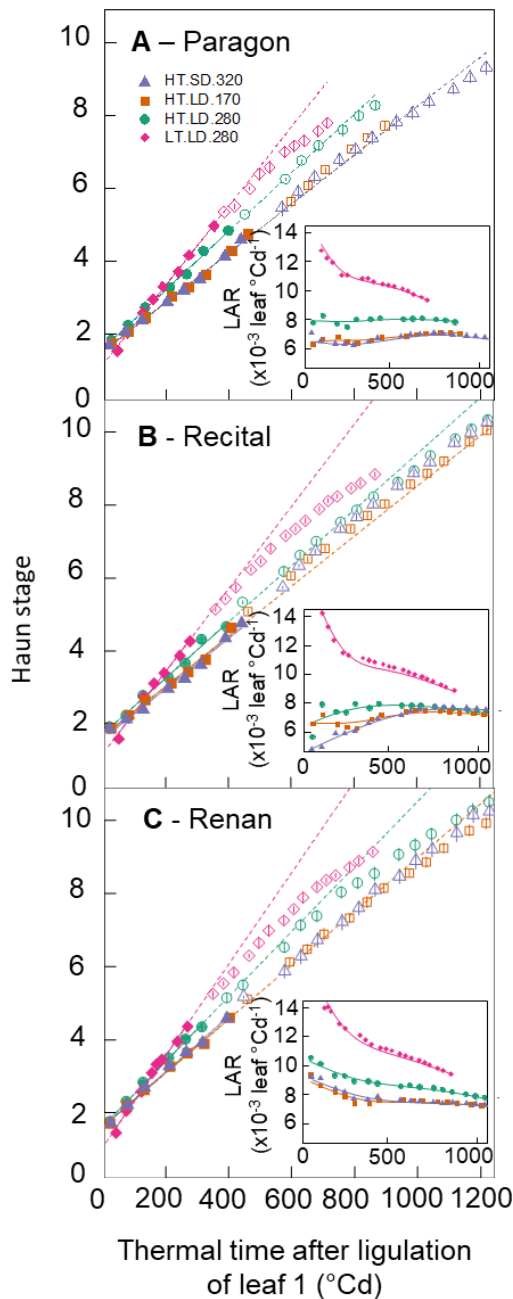 A – Paragon
HT.SD.320
HT.LD.170
HT.LD.280
LT.LD.280
10
8
6
4
2
0
LAR
(x10-3 leaf °Cd-1)
14
12
10
8
6
0
500
1000
B - Recital
10
8
6
4
2
0
LAR
(x10-3 leaf °Cd-1)
14
12
10
8
6
0
500
1000
C - Renan
10
8
6
4
2
0
LAR
(x10-3 leaf °Cd-1)
14
12
10
8
6
0
500
1000
Haun stage
0 200 400 600 800 1000 1200
Thermal time after ligulation
of leaf 1 (°Cd)